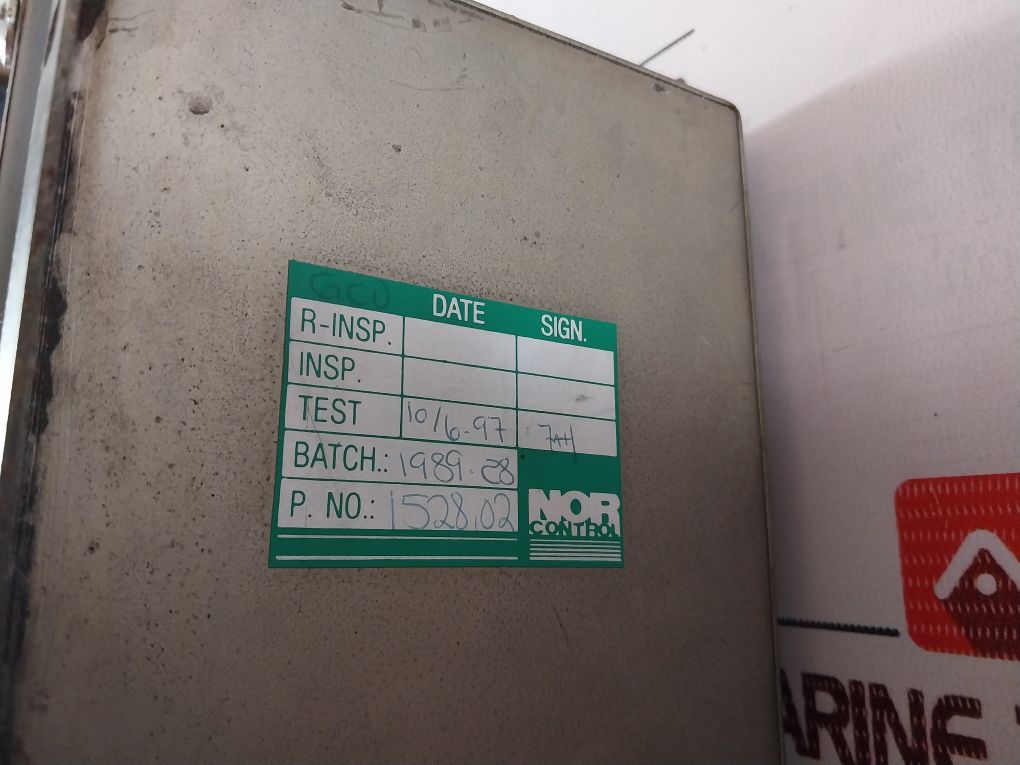 GCU
DATE SIGN.
R-INSP.
INSP.
TEST 10/6-97
BATCH.: 1989.28
P. NO.: 1528.02
NOR
CONTROL
ARINE